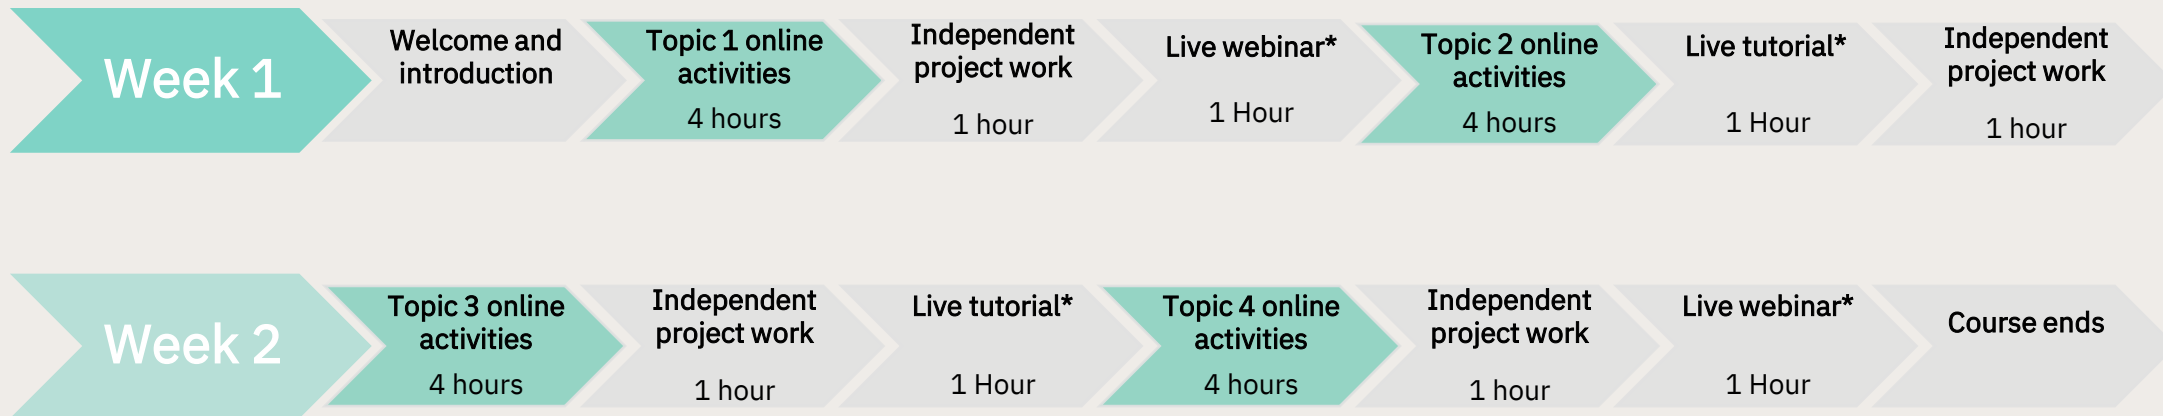 Week 1
Welcome and
introduction
Topic 1 online
activities
4 hours
Independent
project work
1 hour
Live webinar*
1 Hour
Topic 2 online
activities
4 hours
Live tutorial*
1 Hour
Independent
project work
1 hour
Week 2
Topic 3 online
activities
4 hours
Independent
project work
1 hour
Live tutorial*
1 Hour
Topic 4 online
activities
4 hours
Independent
project work
1 hour
Live webinar*
1 Hour
Course ends